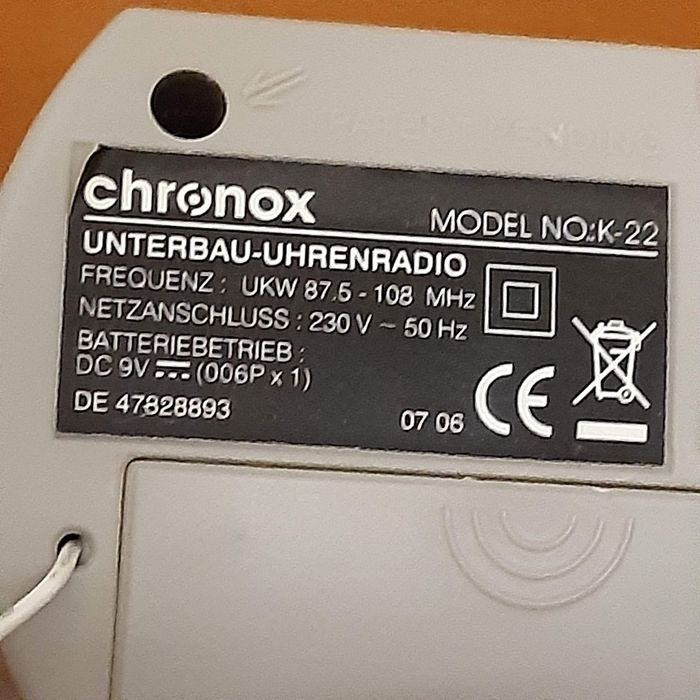 chronox
MODEL NO.:K-22
UNTERBAU-UHRENRADIO
FREQUENZ : UKW 87.5 - 108 MHz
NETZANSCHLUSS : 230 V ~ 50 Hz
BATTERIEBETRIEB :
DC 9V ⎓ (006P x 1)
DE 47828893
07 06
CE